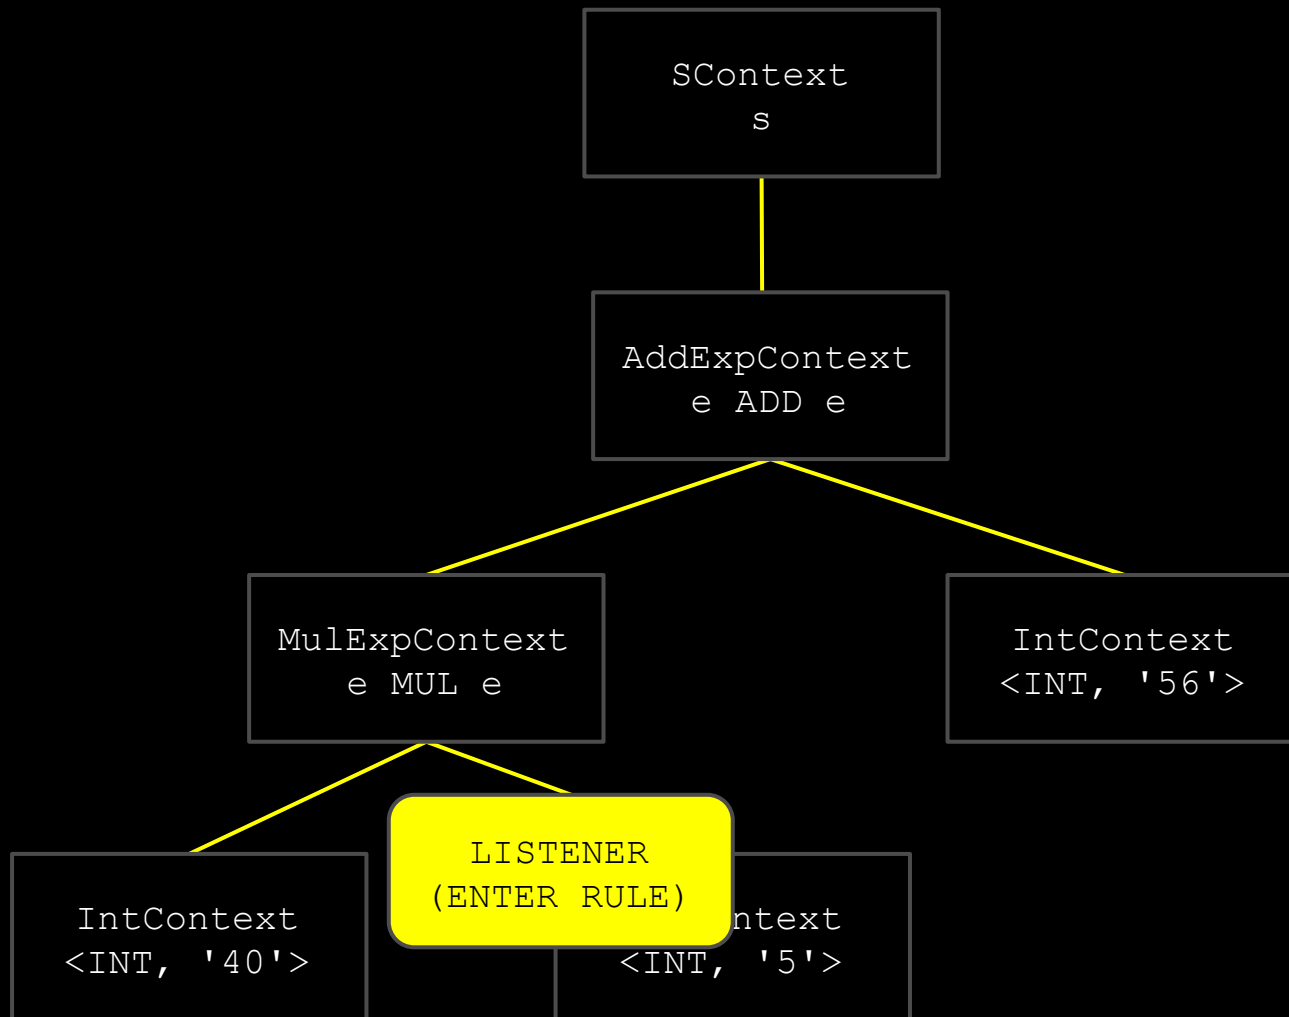 SContext
s
AddExpContext
e ADD e
MulExpContext
e MUL e
IntContext
<INT, '56'>
LISTENER
(ENTER RULE)
IntContext
<INT, '40'>
ntext
<INT, '5'>